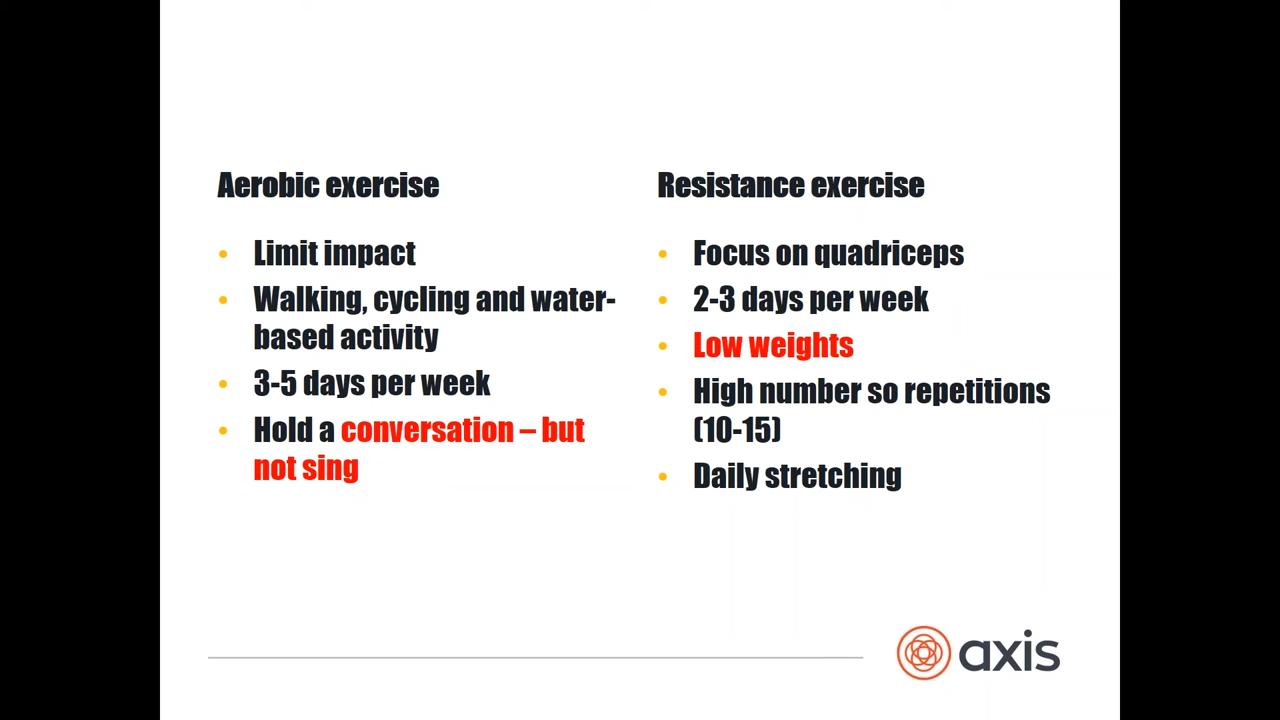 Aerobic exercise
• Limit impact
• Walking, cycling and water-
based activity
• 3-5 days per week
• Hold a conversation – but
not sing
Resistance exercise
• Focus on quadriceps
• 2-3 days per week
• Low weights
• High number so repetitions
(10-15)
• Daily stretching
axis